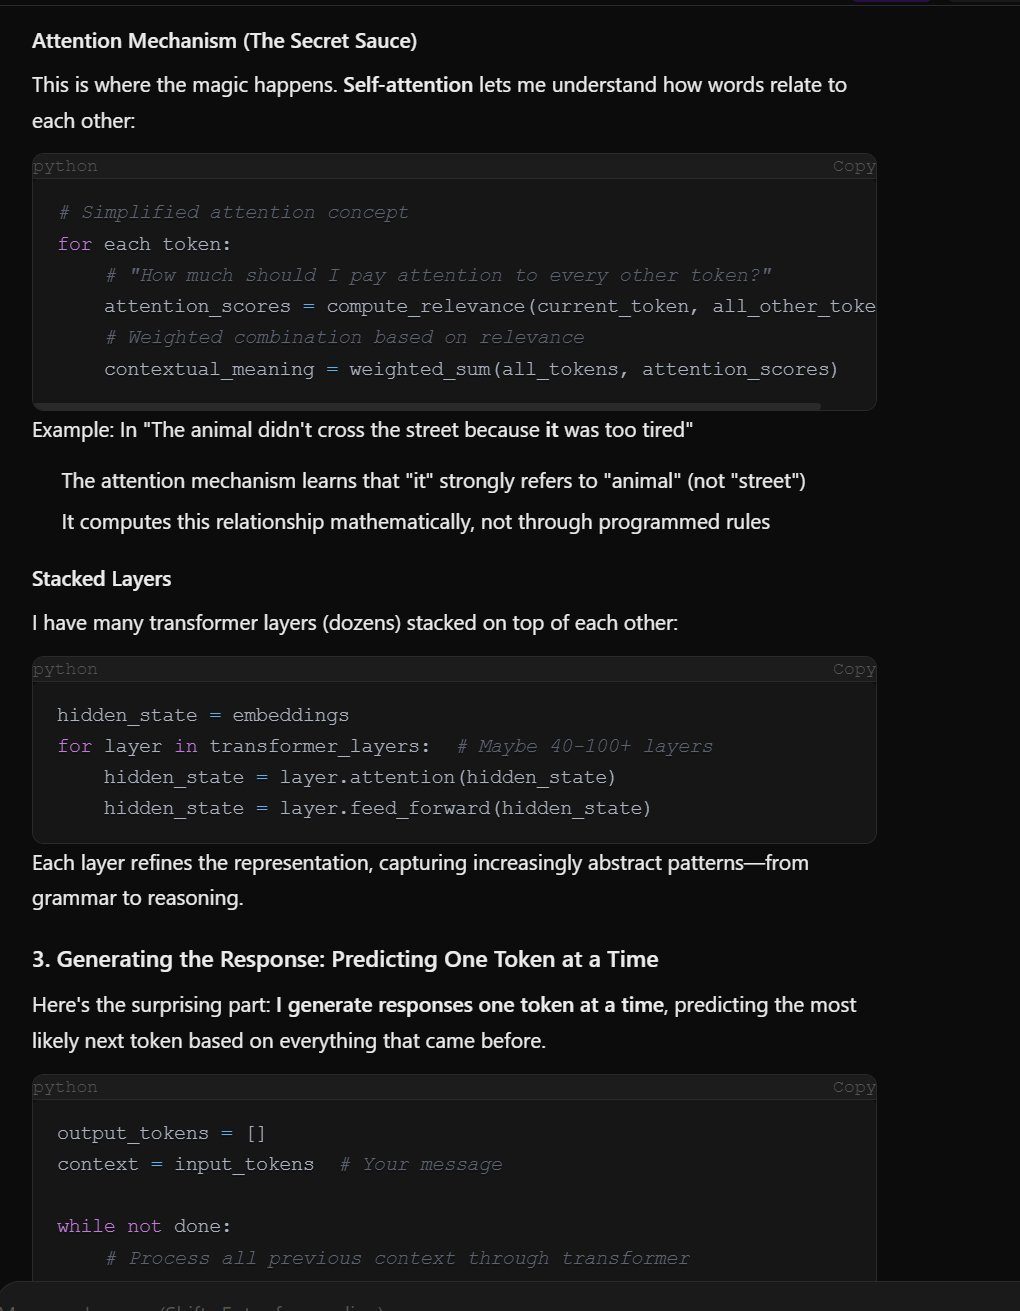 Attention Mechanism (The Secret Sauce)
This is where the magic happens. Self-attention lets me understand how words relate to
each other:
python
Copy
# Simplified attention concept
for each token:
# "How much should I pay attention to every other token?"
attention_scores = compute_relevance(current_token, all_other_toke
# Weighted combination based on relevance
contextual_meaning = weighted_sum(all_tokens, attention_scores)
Example: In "The animal didn't cross the street because it was too tired"
The attention mechanism learns that "it" strongly refers to "animal" (not "street")
It computes this relationship mathematically, not through programmed rules
Stacked Layers
I have many transformer layers (dozens) stacked on top of each other:
python
Copy
hidden_state = embeddings
for layer in transformer_layers:  # Maybe 40-100+ layers
hidden_state = layer.attention(hidden_state)
hidden_state = layer.feed_forward(hidden_state)
Each layer refines the representation, capturing increasingly abstract patterns—from
grammar to reasoning.
3. Generating the Response: Predicting One Token at a Time
Here's the surprising part: I generate responses one token at a time, predicting the most
likely next token based on everything that came before.
python
Copy
output_tokens = []
context = input_tokens  # Your message
while not done:
# Process all previous context through transformer